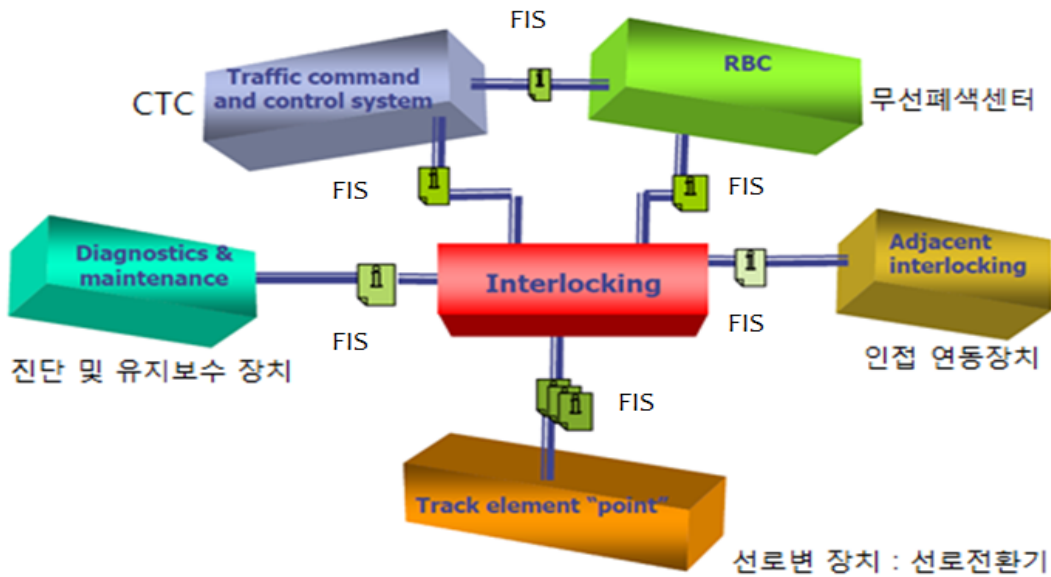 FIS
Traffic command
and control system
CTC
i
RBC
무선폐색센터
FIS
i
i
FIS
Diagnostics &
maintenance
i
FIS
진단 및 유지보수 장치
Interlocking
i
FIS
Adjacent
interlocking
인접 연동장치
i
FIS
Track element “point”
선로변 장치 : 선로전환기